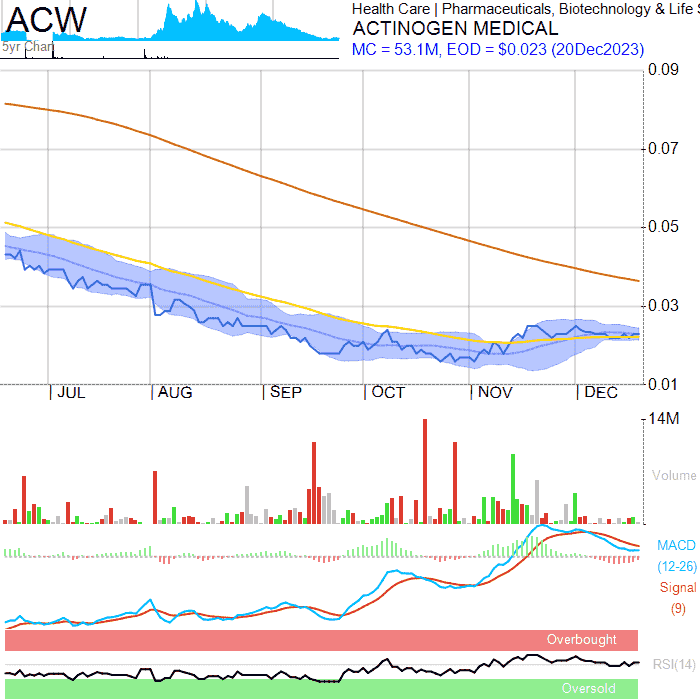 ACW
5yr Chart
Health Care | Pharmaceuticals, Biotechnology & Life S
ACTINOGEN MEDICAL
MC = 53.1M, EOD = $0.023 (20Dec2023)
0.09
0.07
0.05
0.03
0.01
JUL AUG SEP OCT NOV DEC
14M
Volume
MACD
(12-26)
Signal
(9)
Overbought
RSI(14)
Oversold